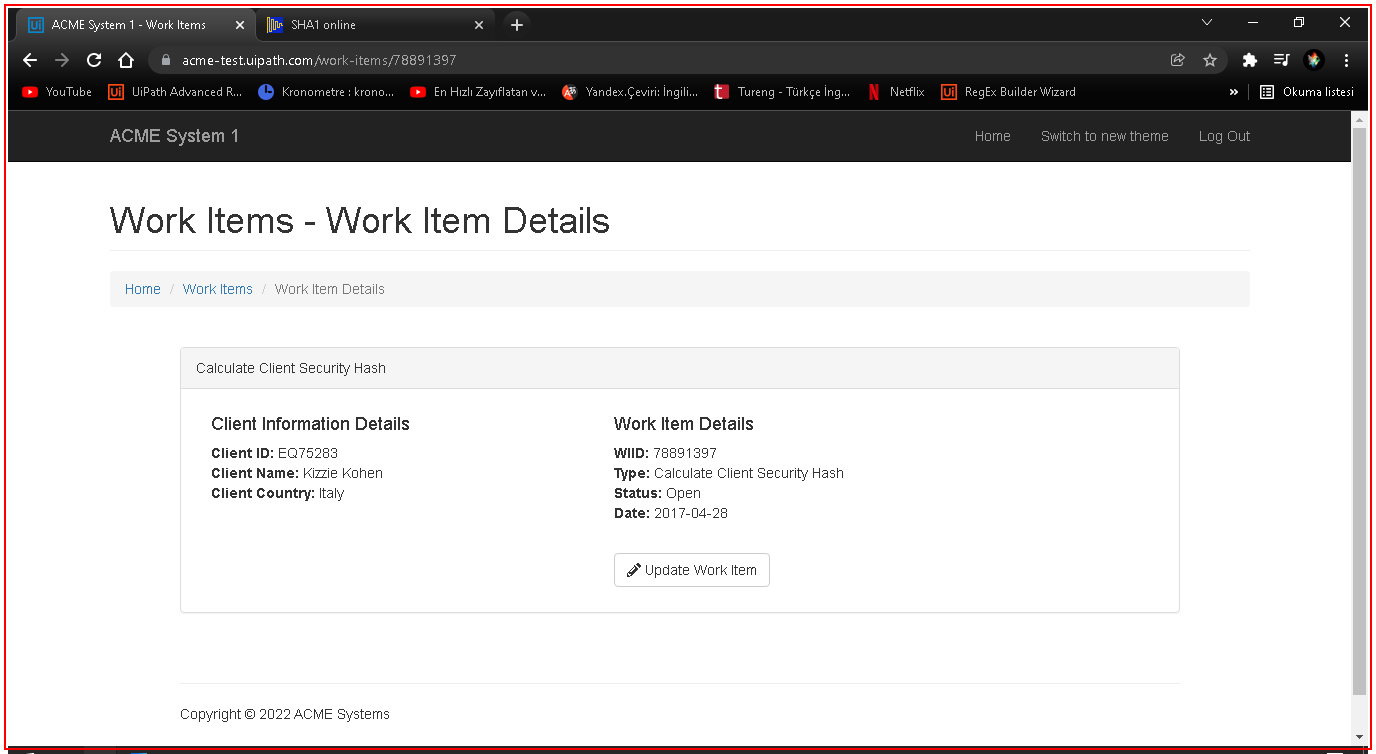 ACME System 1 - Work Items
SHA1 online
acme-test.uipath.com/work-items/78891397
YouTube
UiPath Advanced R...
Kronometre : krono...
En Hızlı Zayıflatan v...
Yandex.Çeviri: İngili...
Tureng - Türkçe İng...
Netflix
RegEx Builder Wizard
»
Okuma listesi
ACME System 1
Home
Switch to new theme
Log Out
Work Items - Work Item Details
Home / Work Items / Work Item Details
Calculate Client Security Hash
Client Information Details
Client ID: EQ75283
Client Name: Kizzie Kohen
Client Country: Italy
Work Item Details
WIID: 78891397
Type: Calculate Client Security Hash
Status: Open
Date: 2017-04-28
Update Work Item
Copyright © 2022 ACME Systems